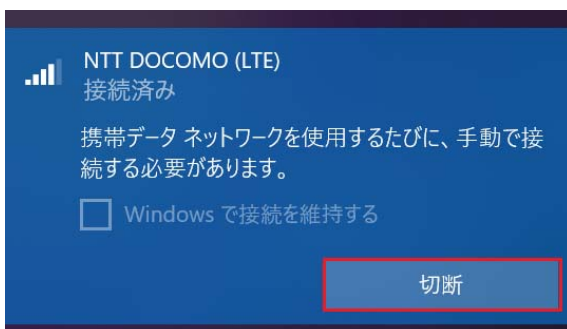 NTT DOCOMO (LTE)
接続済み
携帯データ ネットワークを使用するたびに、手動で接
続する必要があります。
Windows で接続を維持する
切断